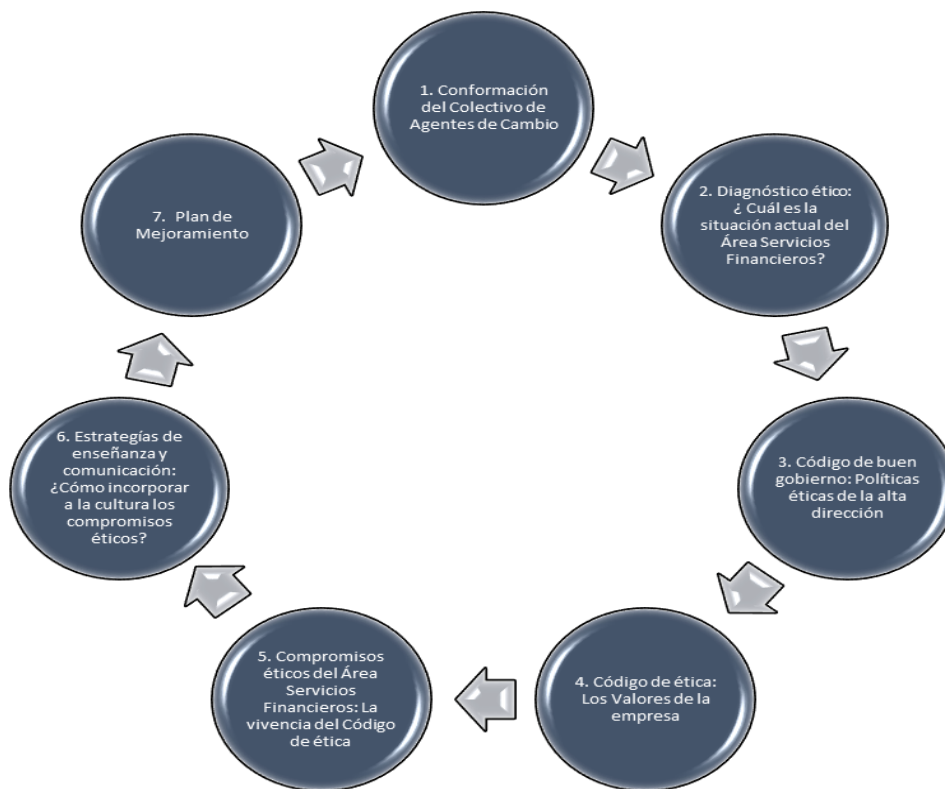 1. Conformación
del Colectivo de
Agentes de Cambio
2. Diagnóstico ético:
¿ Cuál es la
situación actual del
Área Servicios
Financieros?
3. Código de buen
gobierno: Políticas
éticas de la alta
dirección
4. Código de ética:
Los Valores de la
empresa
5. Compromisos
éticos del Área
Servicios
Financieros: La
vivencia del Código
de ética
6. Estrategías de
enseñanza y
comunicación:
¿Cómo incorporar
a la cultura los
compromisos
éticos?
7. Plan de
Mejoramiento